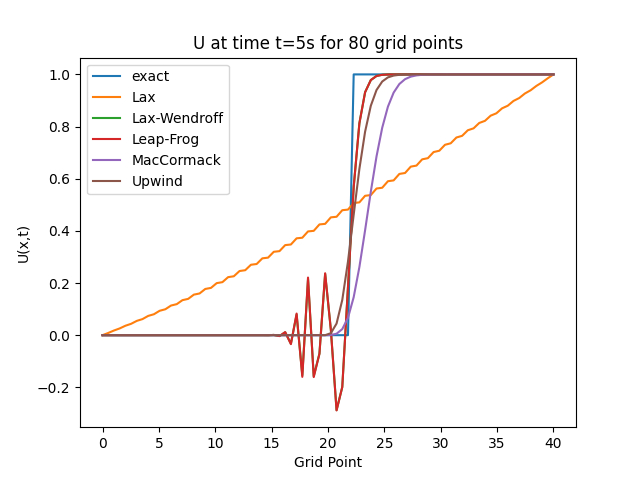 U at time t=5s for 80 grid points
exact
Lax
Lax-Wendroff
Leap-Frog
MacCormack
Upwind
U(x,t)
1.0
0.8
0.6
0.4
0.2
0.0
−0.2
0 5 10 15 20 25 30 35 40
Grid Point